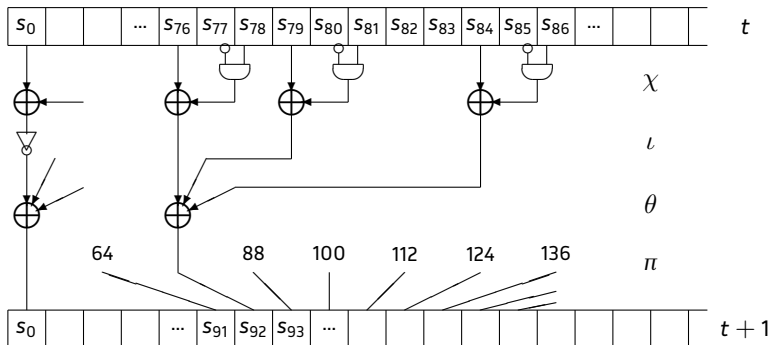 s0 ... s76 s77 s78 s79 s80 s81 s82 s83 s84 s85 s86 ... t
χ
ι
θ
64 88 100 112 124 136 π
s0 ... s91 s92 s93 ... t + 1